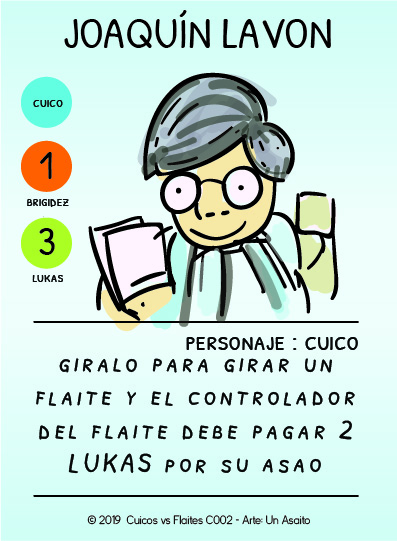 JOAQUÍN LAVON
CUICO
1
BRIGIDEZ
3
LUKAS
PERSONAJE : CUICO
GIRALO PARA GIRAR UN
FLAITE Y EL CONTROLADOR
DEL FLAITE DEBE PAGAR 2
LUKAS POR SU ASAO
© 2019 Cuicos vs Flaites C002 - Arte: Un Asaito